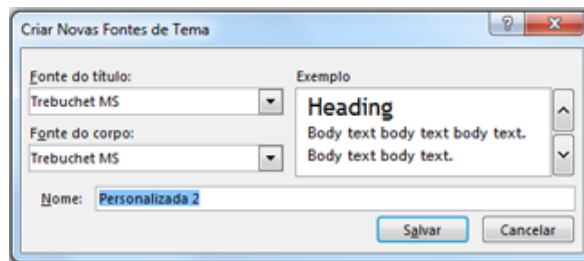 Criar Novas Fontes de Tema
Fonte do título:
Trebuchet MS
Fonte do corpo:
Trebuchet MS
Exemplo
Heading
Body text body text body text.
Body text body text.
Nome: Personalizada 2
Salvar Cancelar